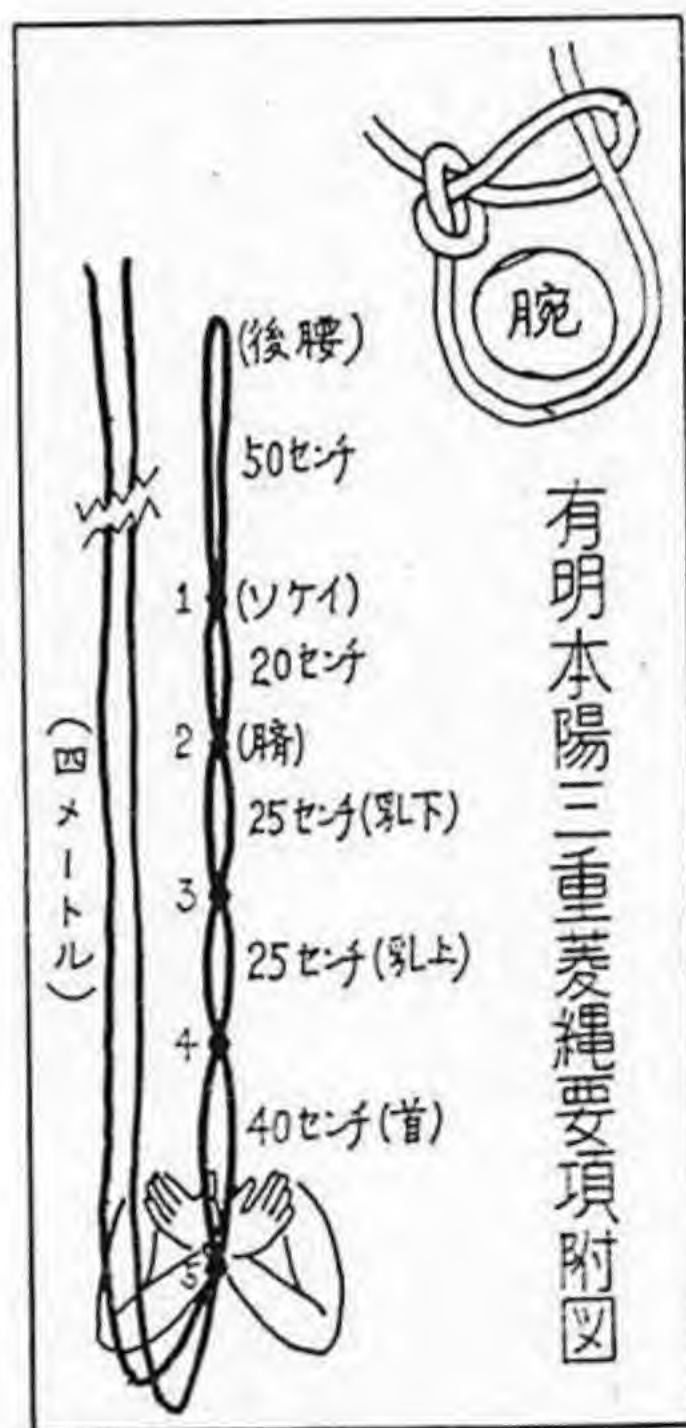 有明本陽三重菱縄要項附図
腕
(後腰)
50センチ
1 (ソケイ)
20センチ
2 (臍)
25センチ(乳下)
3
25センチ(乳上)
4
40センチ(首)
5
(四メートル)